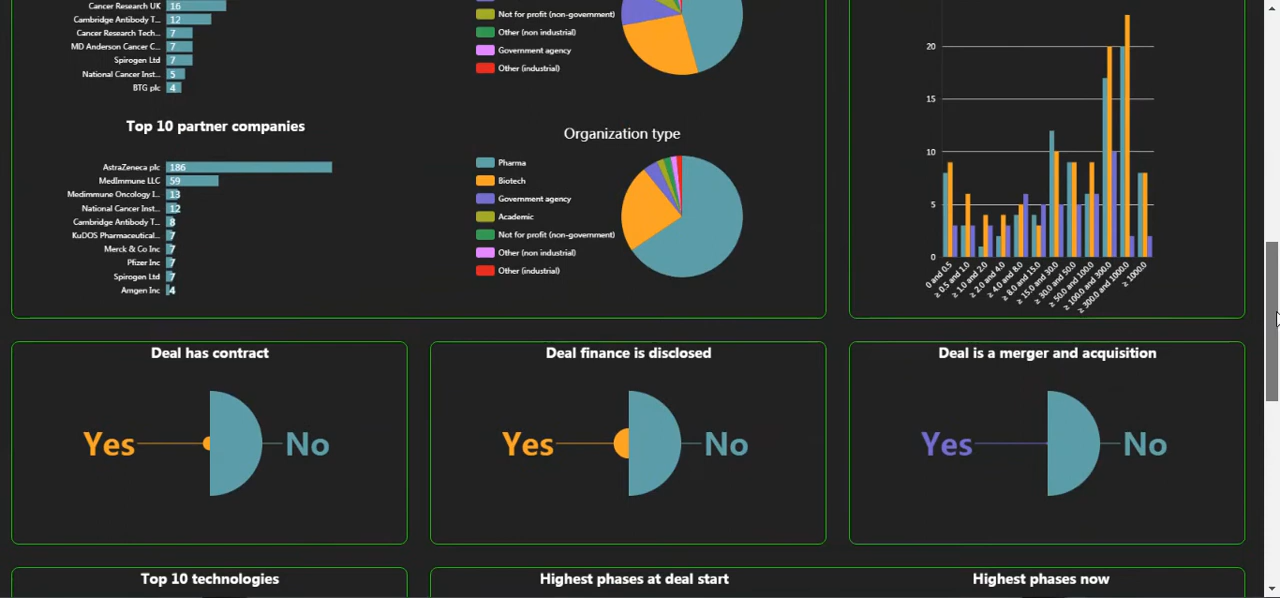 Cancer Research UK 16
Cambridge Antibody T... 12
Cancer Research Tech... 7
MD Anderson Cancer C... 7
Spirogen Ltd 7
National Cancer Inst... 5
BTG plc 4
Not for profit (non-government)
Other (non industrial)
Government agency
Other (industrial)
Top 10 partner companies
AstraZeneca plc 186
MedImmune LLC 59
Medimmune Oncology I... 13
National Cancer Inst... 12
Cambridge Antibody T... 8
KuDOS Pharmaceutical... 7
Merck & Co Inc 7
Pfizer Inc 7
Spirogen Ltd 7
Amgen Inc 4
Organization type
Pharma
Biotech
Government agency
Academic
Not for profit (non-government)
Other (non industrial)
Other (industrial)
20
15
10
5
0
0 and 0.5
≥ 0.5 and 1.0
≥ 1.0 and 2.0
≥ 2.0 and 4.0
≥ 4.0 and 8.0
≥ 8.0 and 15.0
≥ 15.0 and 30.0
≥ 30.0 and 50.0
≥ 50.0 and 100.0
≥ 100.0 and 300.0
≥ 300.0 and 1000.0
≥ 1000.0
Deal has contract
Yes No
Deal finance is disclosed
Yes No
Deal is a merger and acquisition
Yes No
Top 10 technologies
Highest phases at deal start
Highest phases now